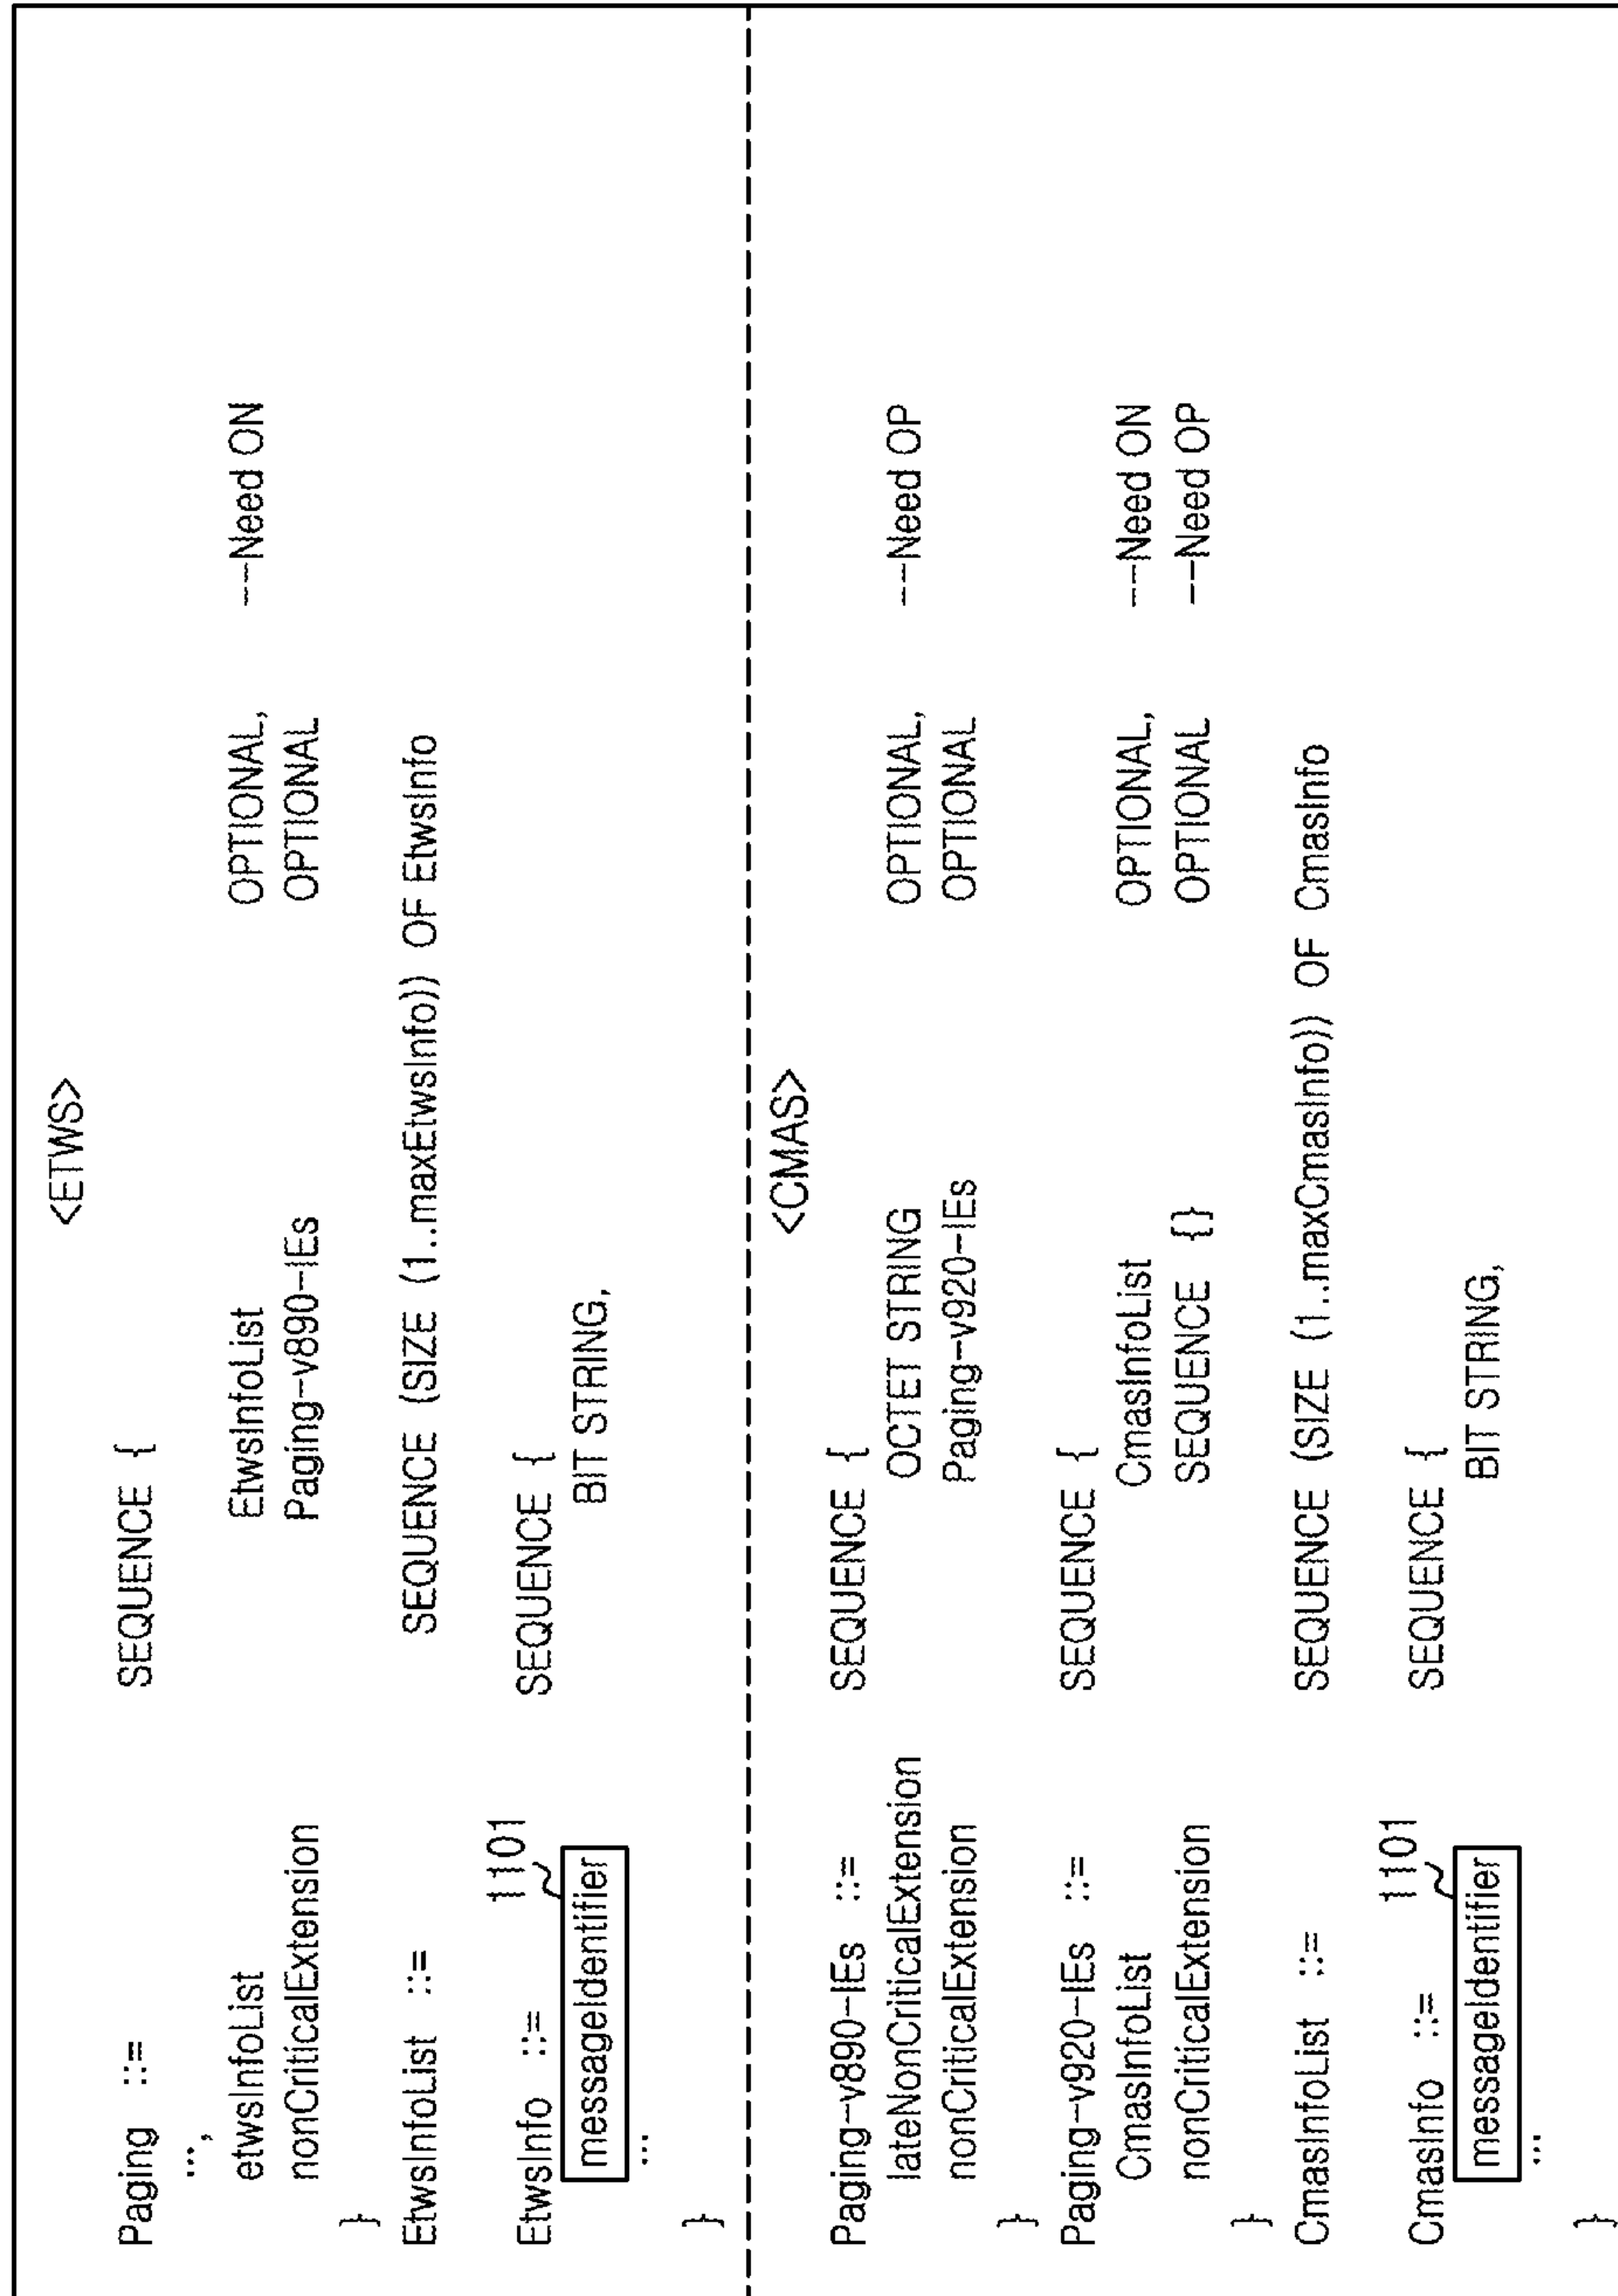 <ETWS>
Paging ::= SEQUENCE {
...,
etwsInfoList EtwsInfoList OPTIONAL, --Need ON
nonCriticalExtension Paging-v890-IEs OPTIONAL
}
EtwsInfoList ::= SEQUENCE (SIZE (1..maxEtwsInfo)) OF EtwsInfo
1101
EtwsInfo ::= SEQUENCE {
messageIdentifier BIT STRING,
...
}
<CMAS>
Paging-v890-IEs ::= SEQUENCE {
lateNonCriticalExtension OCTET STRING OPTIONAL, --Need OP
nonCriticalExtension Paging-v920-IEs OPTIONAL
}
Paging-v920-IEs ::= SEQUENCE {
CmasInfoList CmasInfoList OPTIONAL, --Need ON
nonCriticalExtension SEQUENCE {} OPTIONAL --Need OP
}
CmasInfoList ::= SEQUENCE (SIZE (1..maxCmasInfo)) OF CmasInfo
1101
CmasInfo ::= SEQUENCE {
messageIdentifier BIT STRING,
...
}